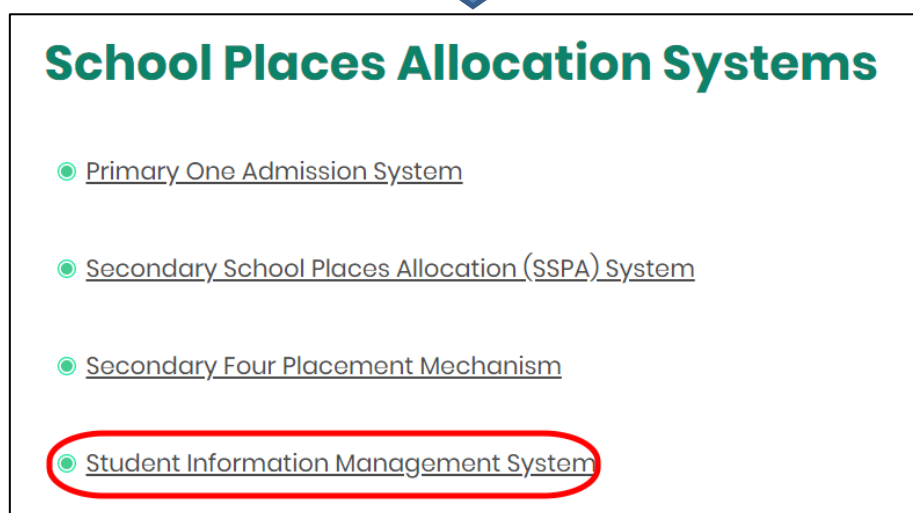 School Places Allocation Systems
Primary One Admission System
Secondary School Places Allocation (SSPA) System
Secondary Four Placement Mechanism
Student Information Management System